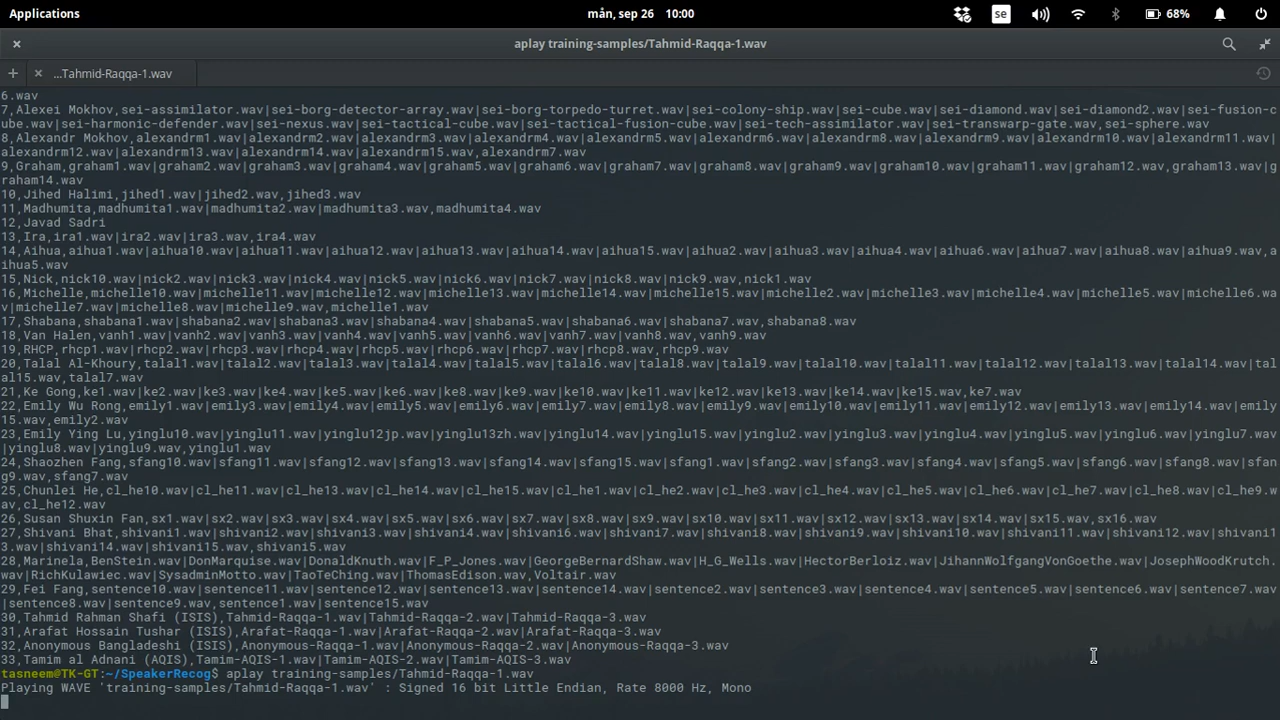 Applications
mån, sep 26 10:00
se
68%
aplay training-samples/Tahmid-Raqqa-1.wav
...Tahmid-Raqqa-1.wav
6.wav
7,Alexei Mokhov,sei-assimilator.wav|sei-borg-detector-array.wav|sei-borg-torpedo-turret.wav|sei-colony-ship.wav|sei-cube.wav|sei-diamond.wav|sei-diamond2.wav|sei-fusion-c
ube.wav|sei-harmonic-defender.wav|sei-nexus.wav|sei-tactical-cube.wav|sei-tactical-fusion-cube.wav|sei-tech-assimilator.wav|sei-transwarp-gate.wav,sei-sphere.wav
8,Alexandr Mokhov,alexandrm1.wav|alexandrm2.wav|alexandrm3.wav|alexandrm4.wav|alexandrm5.wav|alexandrm6.wav|alexandrm8.wav|alexandrm9.wav|alexandrm10.wav|alexandrm11.wav|
alexandrm12.wav|alexandrm13.wav|alexandrm14.wav|alexandrm15.wav,alexandrm7.wav
9,Graham,graham1.wav|graham2.wav|graham3.wav|graham4.wav|graham5.wav|graham6.wav|graham7.wav|graham8.wav|graham9.wav|graham10.wav|graham11.wav|graham12.wav,graham13.wav|g
raham14.wav
10,Jihed Halimi,jihed1.wav|jihed2.wav,jihed3.wav
11,Madhumita,madhumita1.wav|madhumita2.wav|madhumita3.wav,madhumita4.wav
12,Javad Sadri
13,Ira,ira1.wav|ira2.wav|ira3.wav,ira4.wav
14,Aihua,aihua1.wav|aihua10.wav|aihua11.wav|aihua12.wav|aihua13.wav|aihua14.wav|aihua15.wav|aihua2.wav|aihua3.wav|aihua4.wav|aihua6.wav|aihua7.wav|aihua8.wav|aihua9.wav,a
ihua5.wav
15,Nick,nick10.wav|nick2.wav|nick3.wav|nick4.wav|nick5.wav|nick6.wav|nick7.wav|nick8.wav|nick9.wav,nick1.wav
16,Michelle,michelle10.wav|michelle11.wav|michelle12.wav|michelle13.wav|michelle14.wav|michelle15.wav|michelle2.wav|michelle3.wav|michelle4.wav|michelle5.wav|michelle6.wa
v|michelle7.wav|michelle8.wav|michelle9.wav,michelle1.wav
17,Shabana,shabana1.wav|shabana2.wav|shabana3.wav|shabana4.wav|shabana5.wav|shabana6.wav|shabana7.wav,shabana8.wav
18,Van Halen,vanh1.wav|vanh2.wav|vanh3.wav|vanh4.wav|vanh5.wav|vanh6.wav|vanh7.wav|vanh8.wav,vanh9.wav
19,RHCP,rhcp1.wav|rhcp2.wav|rhcp3.wav|rhcp4.wav|rhcp5.wav|rhcp6.wav|rhcp7.wav|rhcp8.wav,rhcp9.wav
20,Talal Al-Khoury,talal1.wav|talal2.wav|talal3.wav|talal4.wav|talal5.wav|talal6.wav|talal8.wav|talal9.wav|talal10.wav|talal11.wav|talal12.wav|talal13.wav|talal14.wav|tal
al15.wav,talal7.wav
21,Ke Gong,ke1.wav|ke2.wav|ke3.wav|ke4.wav|ke5.wav|ke6.wav|ke8.wav|ke9.wav|ke10.wav|ke11.wav|ke12.wav|ke13.wav|ke14.wav|ke15.wav,ke7.wav
22,Emily Wu Rong,emily1.wav|emily3.wav|emily4.wav|emily5.wav|emily6.wav|emily7.wav|emily8.wav|emily9.wav|emily10.wav|emily11.wav|emily12.wav|emily13.wav|emily14.wav|emily
15.wav,emily2.wav
23,Emily Ying Lu,yinglu10.wav|yinglu11.wav|yinglu12jp.wav|yinglu13zh.wav|yinglu14.wav|yinglu15.wav|yinglu2.wav|yinglu3.wav|yinglu4.wav|yinglu5.wav|yinglu6.wav|yinglu7.wav
|yinglu8.wav|yinglu9.wav,yinglu1.wav
24,Shaozhen Fang,sfang10.wav|sfang11.wav|sfang12.wav|sfang13.wav|sfang14.wav|sfang15.wav|sfang1.wav|sfang2.wav|sfang3.wav|sfang4.wav|sfang5.wav|sfang6.wav|sfang8.wav|sfan
g9.wav,sfang7.wav
25,Chunlei He,cl_he10.wav|cl_he11.wav|cl_he13.wav|cl_he14.wav|cl_he15.wav|cl_he1.wav|cl_he2.wav|cl_he3.wav|cl_he4.wav|cl_he5.wav|cl_he6.wav|cl_he7.wav|cl_he8.wav|cl_he9.w
av,cl_he12.wav
26,Susan Shuxin Fan,sx1.wav|sx2.wav|sx3.wav|sx4.wav|sx5.wav|sx6.wav|sx7.wav|sx8.wav|sx9.wav|sx10.wav|sx11.wav|sx12.wav|sx13.wav|sx14.wav|sx15.wav,sx16.wav
27,Shivani Bhat,shivani1.wav|shivani2.wav|shivani3.wav|shivani4.wav|shivani6.wav|shivani7.wav|shivani8.wav|shivani9.wav|shivani10.wav|shivani11.wav|shivani12.wav|shivani1
3.wav|shivani14.wav|shivani15.wav,shivani5.wav
28,Marinela,BenStein.wav|DonMarquise.wav|DonaldKnuth.wav|F_P_Jones.wav|GeorgeBernardShaw.wav|H_G_Wells.wav|HectorBerloiz.wav|JihannWolfgangVonGoethe.wav|JosephWoodKrutch.
wav|RichKulawiec.wav|SysadminMotto.wav|TaoTeChing.wav|ThomasEdison.wav,Voltair.wav
29,Fei Fang,sentence10.wav|sentence11.wav|sentence12.wav|sentence13.wav|sentence14.wav|sentence2.wav|sentence3.wav|sentence4.wav|sentence5.wav|sentence6.wav|sentence7.wav
|sentence8.wav|sentence9.wav,sentence1.wav|sentence15.wav
30,Tahmid Rahman Shafi (ISIS),Tahmid-Raqqa-1.wav|Tahmid-Raqqa-2.wav|Tahmid-Raqqa-3.wav
31,Arafat Hossain Tushar (ISIS),Arafat-Raqqa-1.wav|Arafat-Raqqa-2.wav|Arafat-Raqqa-3.wav
32,Anonymous Bangladeshi (ISIS),Anonymous-Raqqa-1.wav|Anonymous-Raqqa-2.wav|Anonymous-Raqqa-3.wav
33,Tamim al Adnani (AQIS),Tamim-AQIS-1.wav|Tamim-AQIS-2.wav|Tamim-AQIS-3.wav
tasneem@TK-GT:~/SpeakerRecog$ aplay training-samples/Tahmid-Raqqa-1.wav
Playing WAVE 'training-samples/Tahmid-Raqqa-1.wav' : Signed 16 bit Little Endian, Rate 8000 Hz, Mono